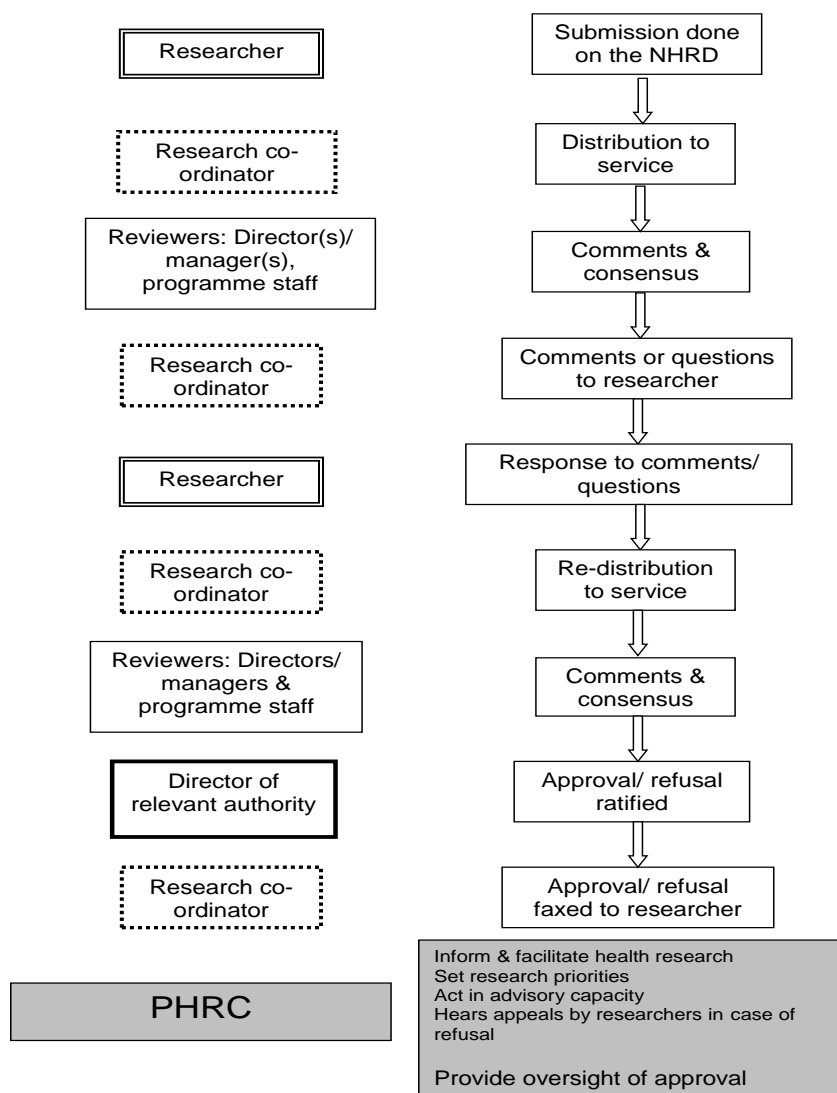 Researcher
Submission done
on the NHRD
Research co-
ordinator
Distribution to
service
Reviewers: Director(s)/
manager(s),
programme staff
Comments &
consensus
Research co-
ordinator
Comments or questions
to researcher
Researcher
Response to comments/
questions
Research co-
ordinator
Re-distribution
to service
Reviewers: Directors/
managers &
programme staff
Comments &
consensus
Director of
relevant authority
Approval/ refusal
ratified
Research co-
ordinator
Approval/ refusal
faxed to researcher
PHRC
Inform & facilitate health research
Set research priorities
Act in advisory capacity
Hears appeals by researchers in case of
refusal
Provide oversight of approval